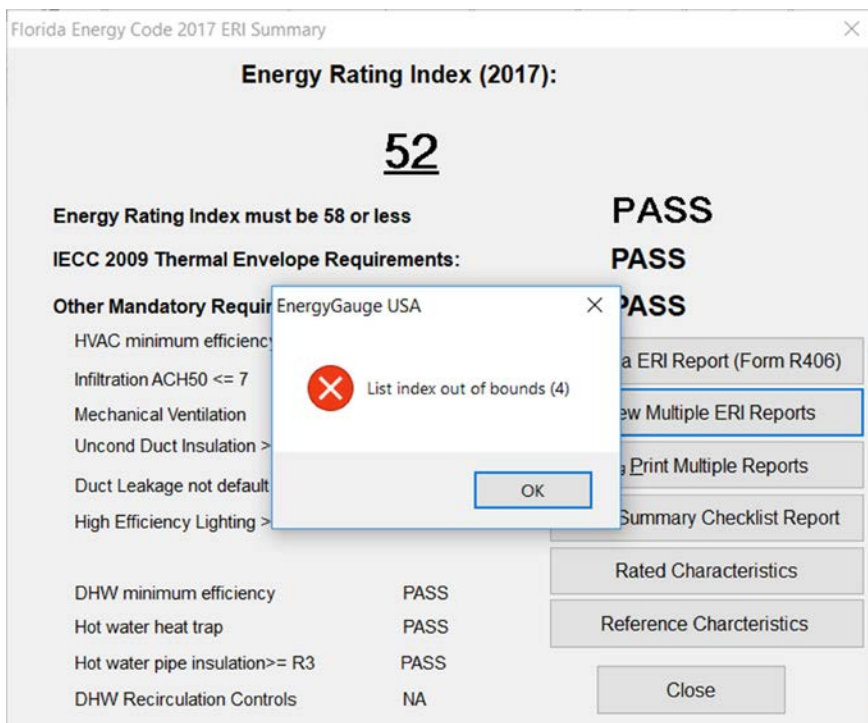 Florida Energy Code 2017 ERI Summary
Energy Rating Index (2017):
52
Energy Rating Index must be 58 or less PASS
IECC 2009 Thermal Envelope Requirements: PASS
Other Mandatory PASS
EnergyGauge USA
List index out of bounds (4)
OK
HVAC minimum
Infiltration ACH50 <= 7
Mechanical Ventilation
Uncond Duct Insulation >
Duct Leakage not default
High Efficiency Lighting >
DHW minimum efficiency PASS
Hot water heat trap PASS
Hot water pipe insulation>= R3 PASS
DHW Recirculation Controls NA
a ERI Report (Form R406)
Multiple ERI Reports
Print Multiple Reports
Summary Checklist Report
Rated Characteristics
Reference Charcteristics
Close